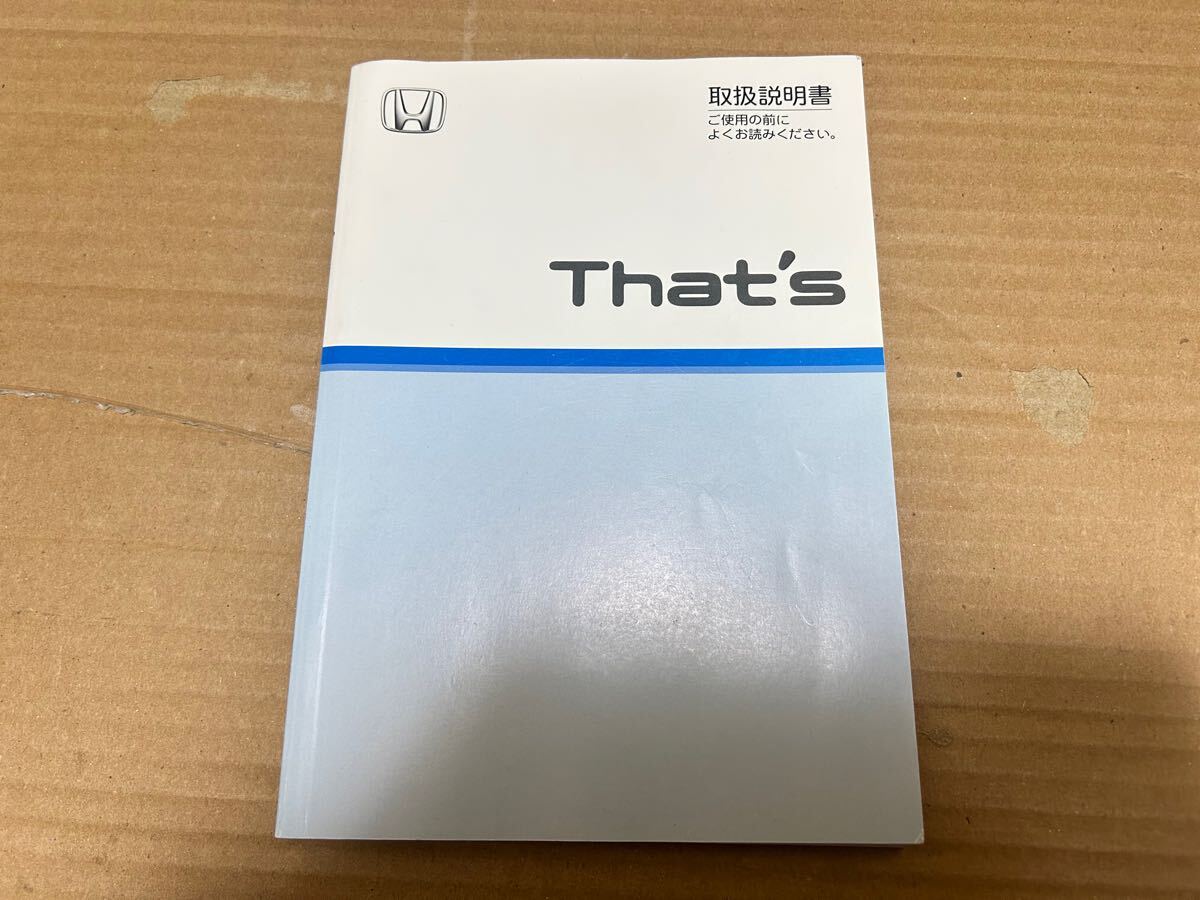 取扱説明書
ご使用の前に
よくお読みください。
That's